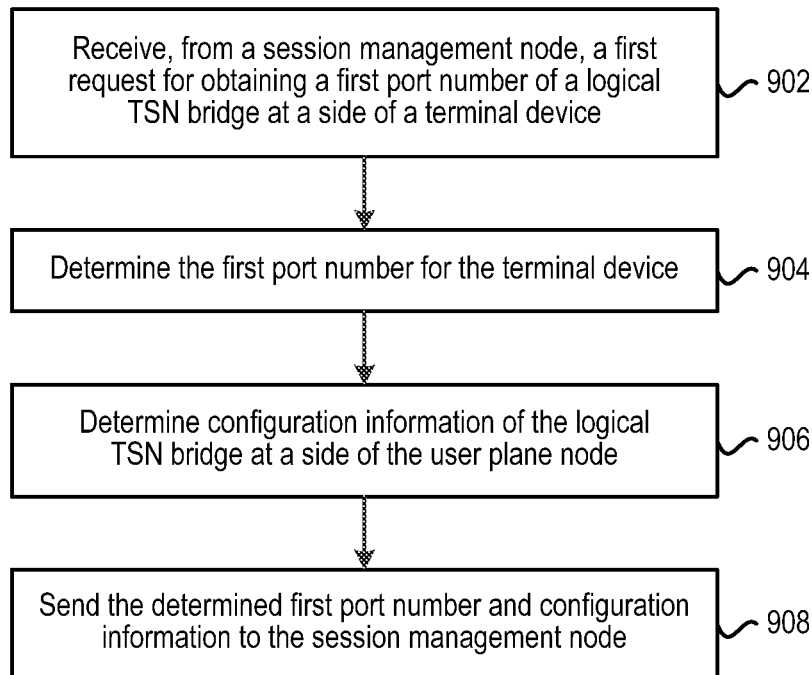 Receive, from a session management node, a first
request for obtaining a first port number of a logical
TSN bridge at a side of a terminal device
902
Determine the first port number for the terminal device
904
Determine configuration information of the logical
TSN bridge at a side of the user plane node
906
Send the determined first port number and configuration
information to the session management node
908